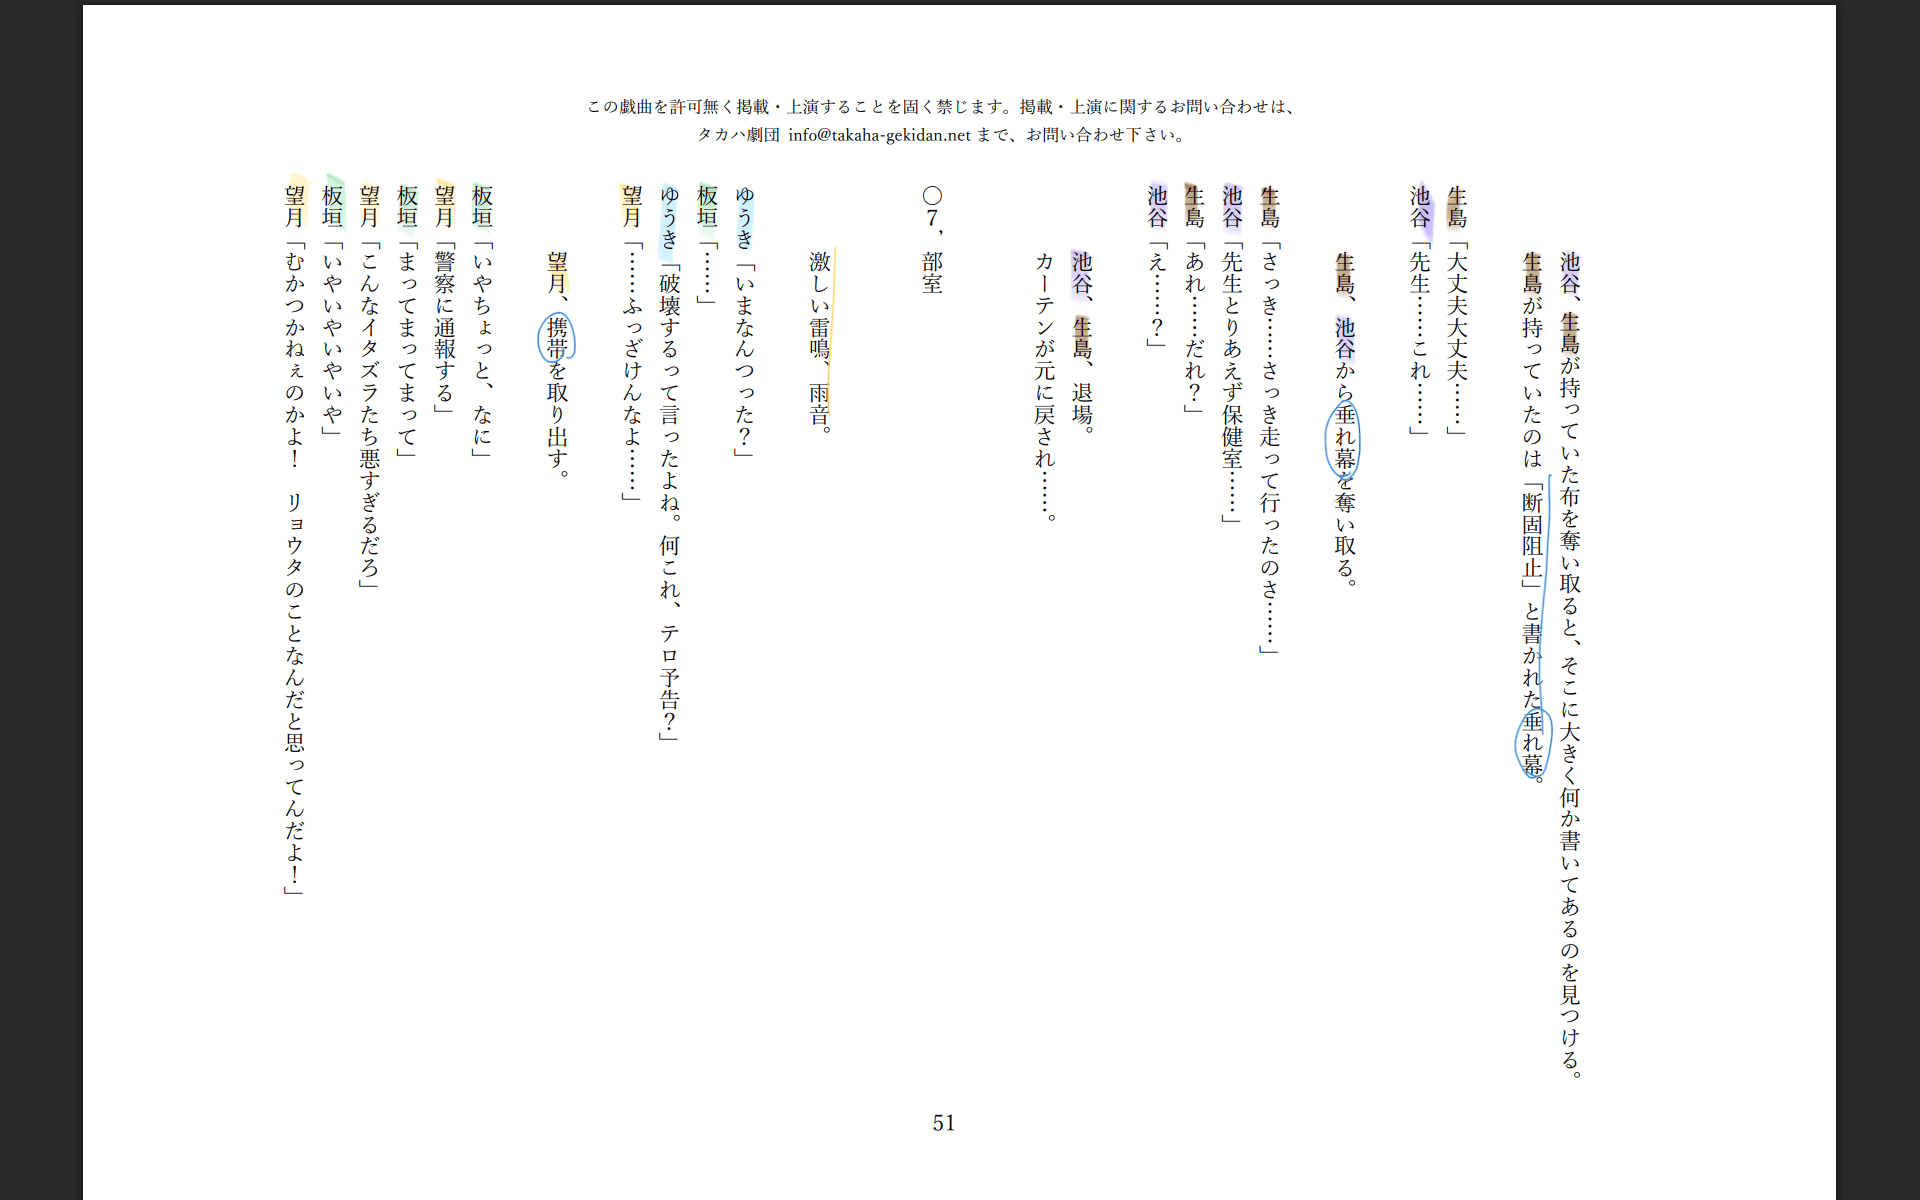 この戯曲を許可無く掲載・上演することを固く禁じます。掲載・上演に関するお問い合わせは、
タカハ劇団 info@takaha-gekidan.net まで、お問い合わせ下さい。
池谷、生島が持っていた布を奪い取ると、そこに大きく何か書いてあるのを見つける。
生島が持っていたのは「断固阻止」と書かれた垂れ幕。
生島「大丈夫大丈夫……」
池谷「先生……これ……」
生島、池谷から垂れ幕を奪い取る。
生島「さっき……さっき走って行ったのさ……」
池谷「先生とりあえず保健室……」
生島「あれ……だれ？」
池谷「え……？」
池谷、生島、退場。
カーテンが元に戻され……。
○7，部室
激しい雷鳴、雨音。
ゆうき「いまなんつった？」
板垣「……」
ゆうき「破壊するって言ったよね。何これ、テロ予告？」
望月「……ふっざけんなよ……」
望月、携帯を取り出す。
板垣「いやちょっと、なに」
望月「警察に通報する」
板垣「まってまってまって」
望月「こんなイタズラたち悪すぎるだろ」
板垣「いやいやいやいや」
望月「むかつかねぇのかよ！　リョウタのことなんだと思ってんだよ！」
51